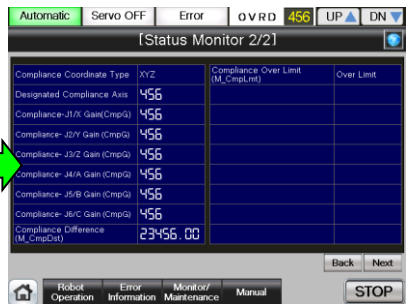 Automatic Servo OFF Error OVRD 456 UP DN
[Status Monitor 2/2]
Compliance Coordinate Type XYZ Compliance Over Limit (M_CmpLmt) Over Limit
Designated Compliance Axis 456
Compliance-J1/X Gain(CmpG) 456
Compliance- J2/Y Gain (CmpG) 456
Compliance- J3/Z Gain (CmpG) 456
Compliance- J4/A Gain (CmpG) 456
Compliance- J5/B Gain (CmpG) 456
Compliance- J6/C Gain (CmpG) 456
Compliance Difference (M_CmpDst) 23456.00
Back Next
Robot Operation Error Information Monitor/ Maintenance Manual STOP